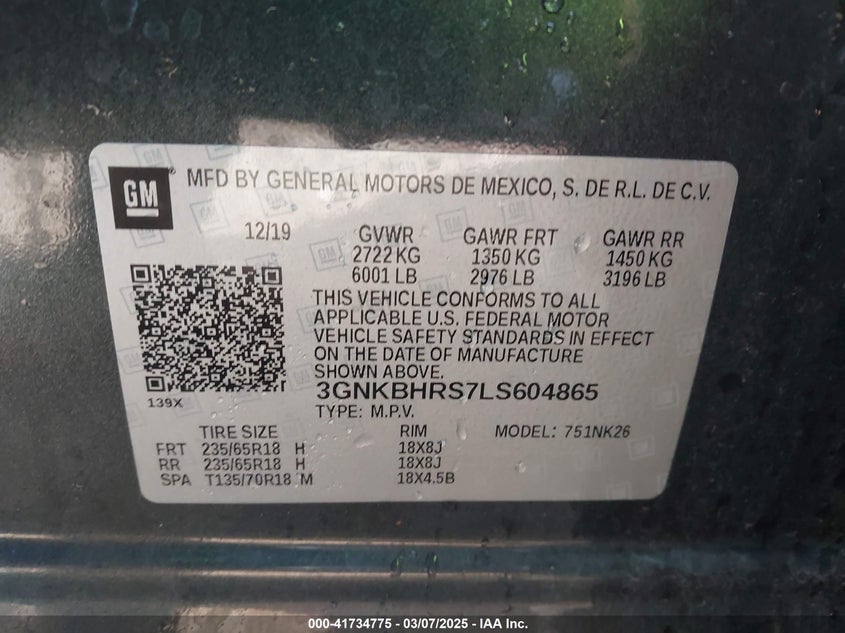 GM MFD BY GENERAL MOTORS DE MEXICO, S. DE R.L. DE C.V.
12/19 GVWR GAWR FRT GAWR RR
2722 KG 1350 KG 1450 KG
6001 LB 2976 LB 3196 LB
THIS VEHICLE CONFORMS TO ALL
APPLICABLE U.S. FEDERAL MOTOR
VEHICLE SAFETY STANDARDS IN EFFECT
ON THE DATE OF MANUFACTURE
SHOWN ABOVE.
3GNKBHRS7LS604865
139X
TYPE: M.P.V.
TIRE SIZE RIM MODEL: 751NK26
FRT 235/65R18 H 18X8J
RR 235/65R18 H 18X8J
SPA T135/70R18 M 18X4.5B
000-41734775 — 03/07/2025 — IAA Inc.